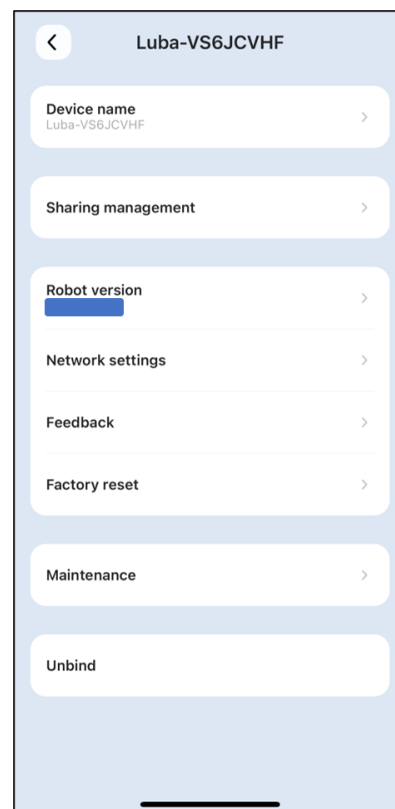 Luba-VS6JCVHF
Device name
Luba-VS6JCVHF
Sharing management
Robot version
Network settings
Feedback
Factory reset
Maintenance
Unbind